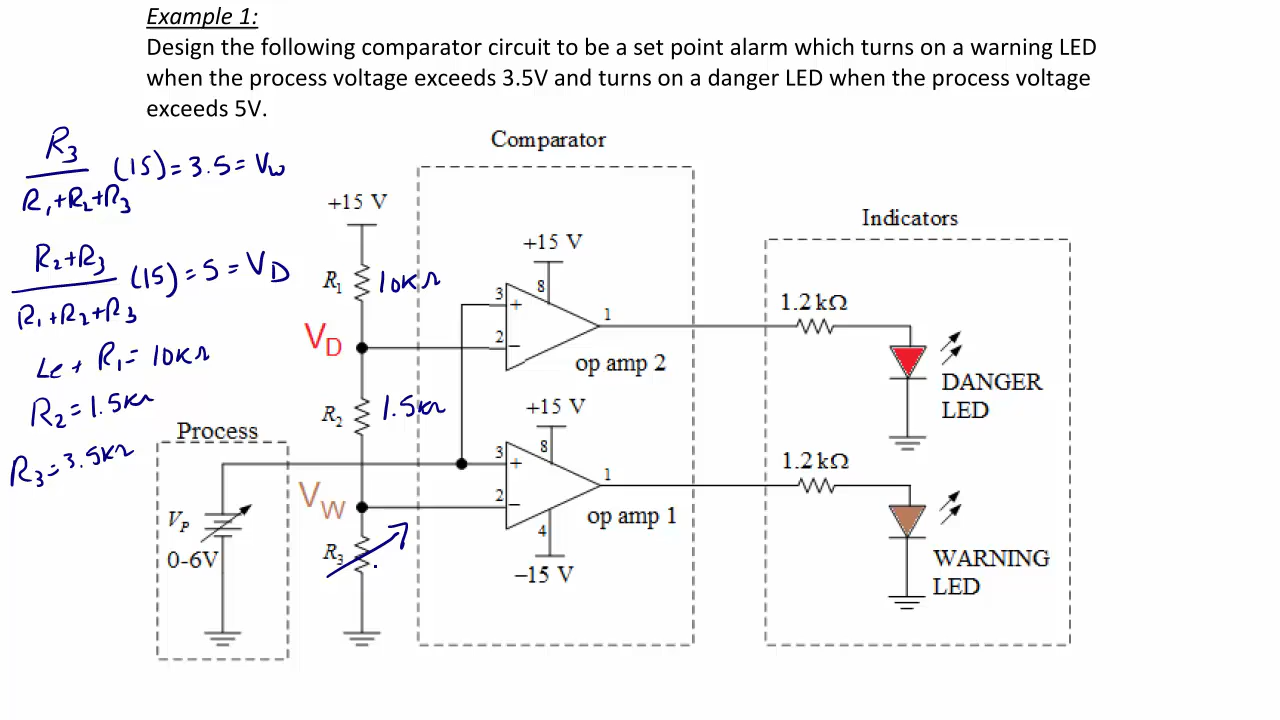 Example 1:
Design the following comparator circuit to be a set point alarm which turns on a warning LED
when the process voltage exceeds 3.5V and turns on a danger LED when the process voltage
exceeds 5V.
R3/(R1+R2+R3) (15) = 3.5 = Vw
(R2+R3)/(R1+R2+R3) (15) = 5 = VD
Let R1 = 10KΩ
R2 = 1.5KΩ
R3 = 3.5KΩ
Process
VP
0-6V
+15 V
R1 10KΩ
VD
R2 1.5KΩ
VW
R3
Comparator
+15 V
8
3
+
2
−
1
op amp 2
+15 V
8
3
+
2
−
1
4
op amp 1
−15 V
Indicators
1.2 kΩ
DANGER
LED
1.2 kΩ
WARNING
LED